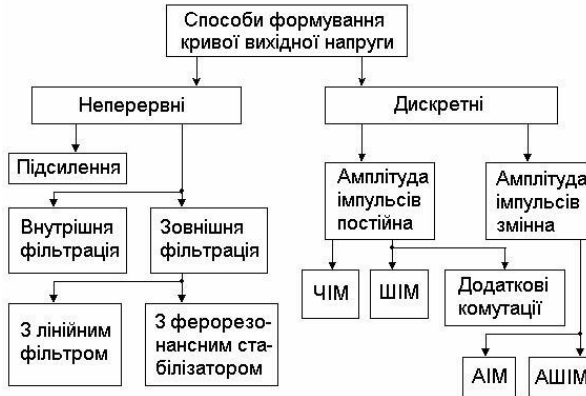 Способи формування
кривої вихідної напруги
Неперервні
Дискретні
Підсилення
Амплітуда
імпульсів
постійна
Амплітуда
імпульсів
змінна
Внутрішня
фільтрація
Зовнішня
фільтрація
ЧІМ
ШІМ
Додаткові
комутації
З лінійним
фільтром
З ферорезо-
нансним ста-
білізатором
АІМ
АШІМ